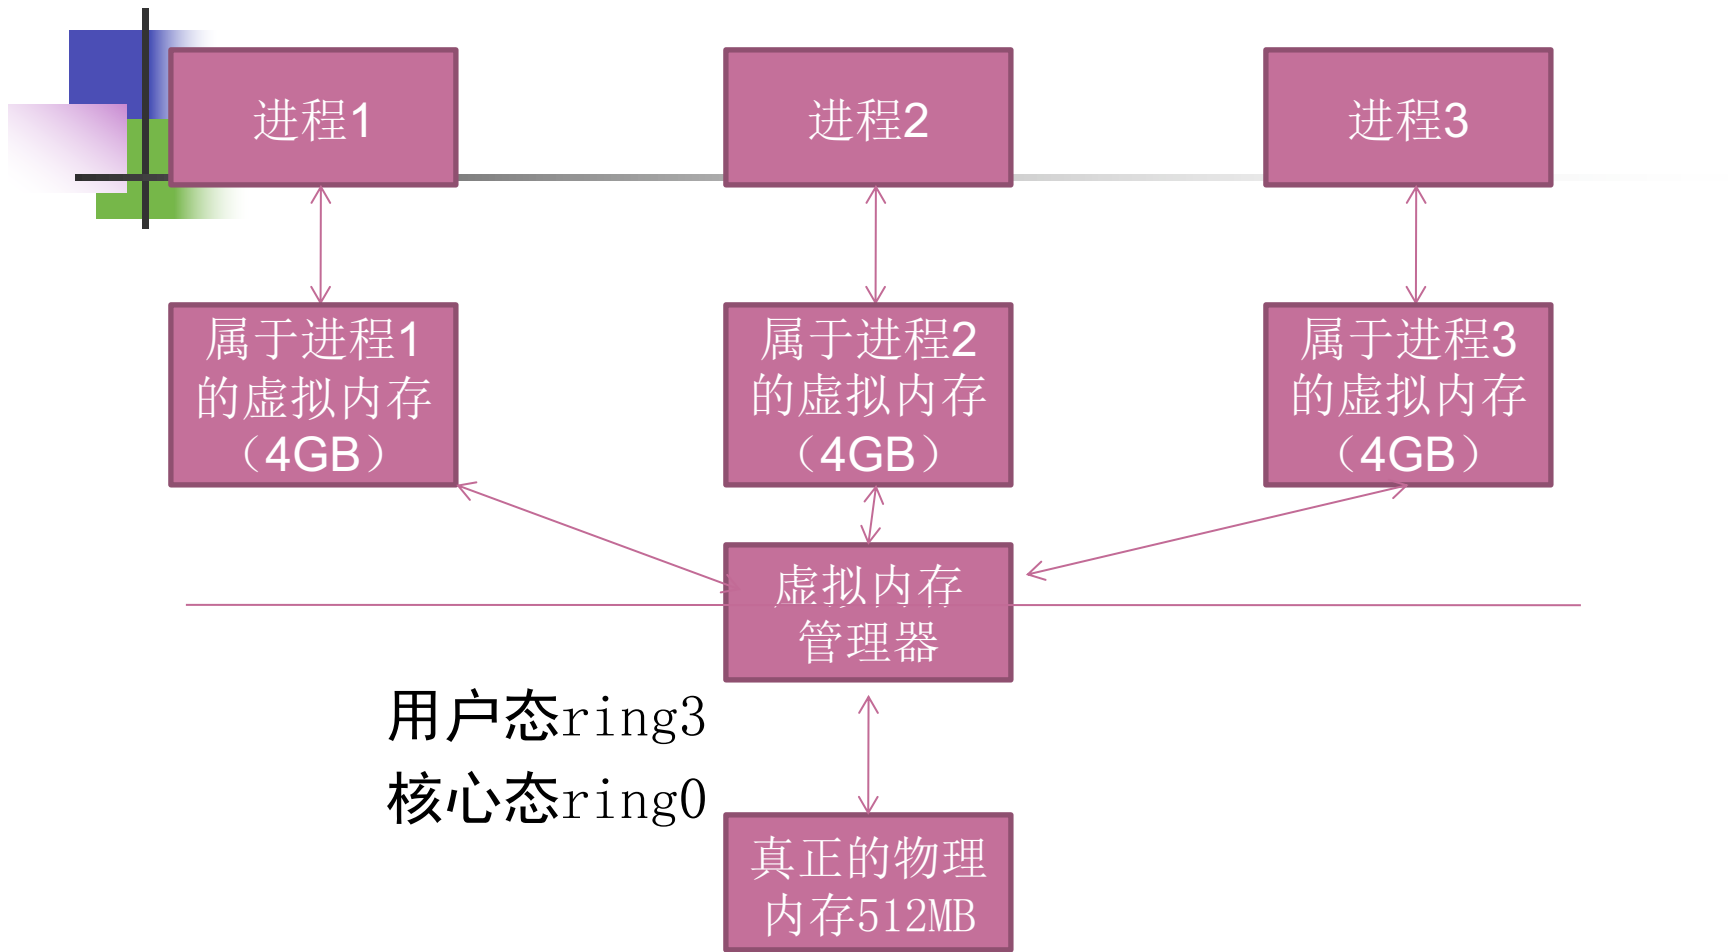 进程1
进程2
进程3
属于进程1
的虚拟内存
（4GB）
属于进程2
的虚拟内存
（4GB）
属于进程3
的虚拟内存
（4GB）
虚拟内存
管理器
用户态ring3
核心态ring0
真正的物理
内存512MB